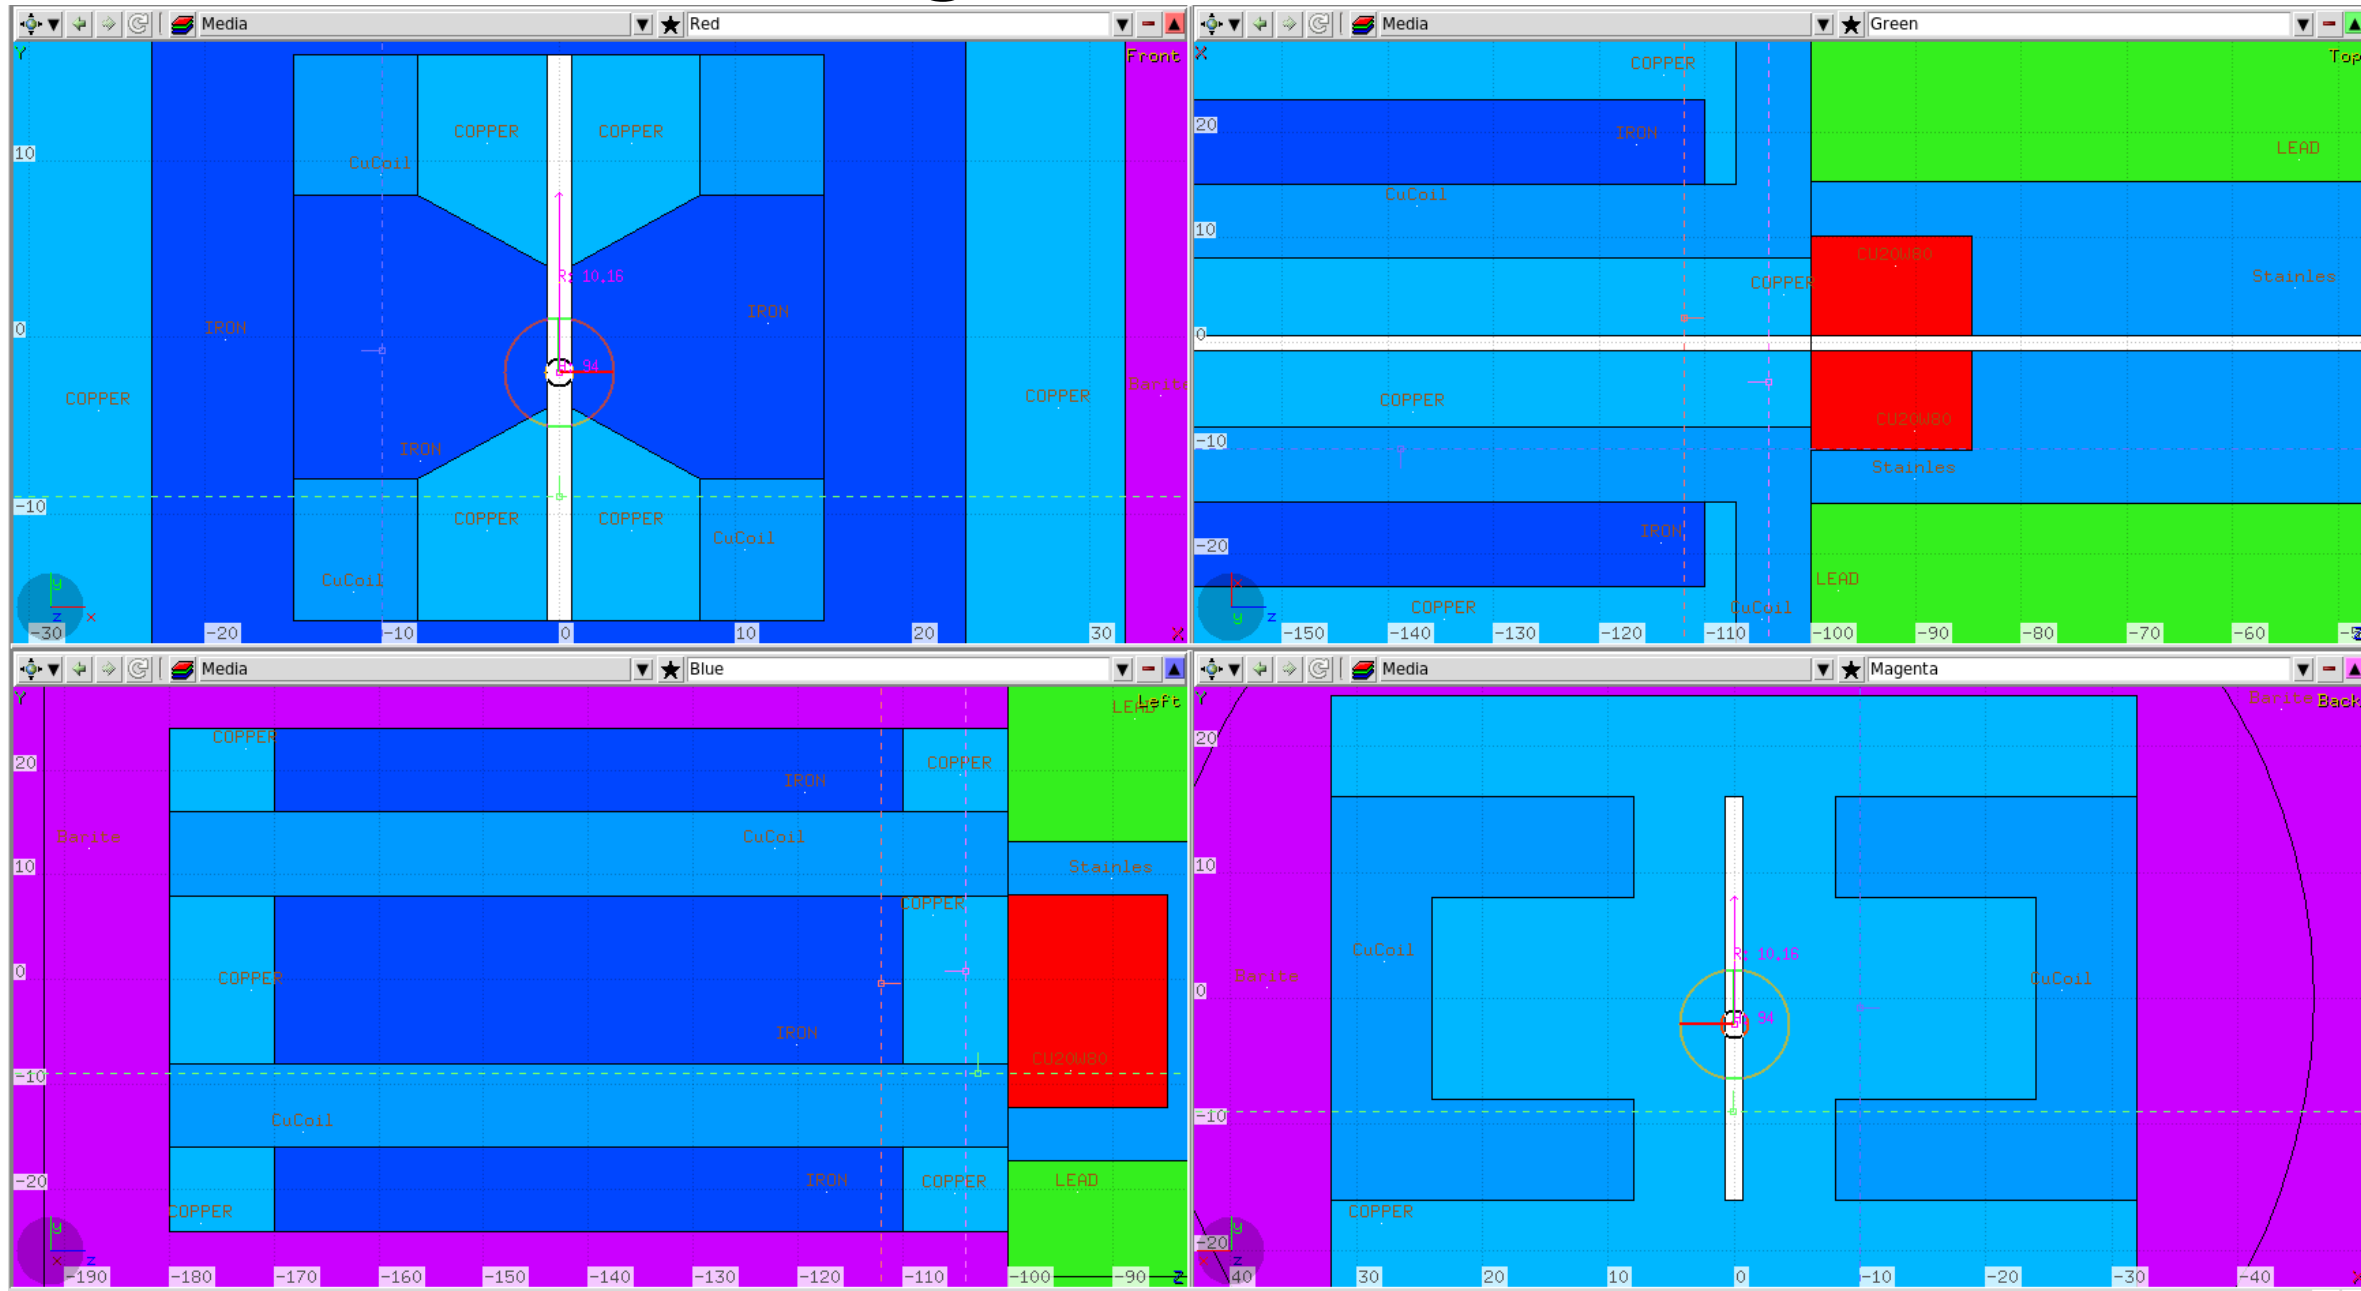 Media Red
Y Front
COPPER COPPER
CuCoil
10
R: 10.16
IRON
IRON
0
94
COPPER
COPPER
IRON
COPPER COPPER
-10
CuCoil
CuCoil
y
z x
-30 -20 -10 0 10 20 30 X
Media Green
X Top
COPPER
20
IRON
LEAD
CuCoil
10
CU20W80
COPPER
Stainles
0
COPPER
CU20W80
-10
Stainles
IRON
-20
LEAD
x
COPPER
CuCoil
z
y
-150 -140 -130 -120 -110 -100 -90 -80 -70 -60
Media Blue
Y Left
LEAD
COPPER
20
COPPER
IRON
Barite
CuCoil
10
Stainles
COPPER
0
COPPER
IRON
CU20W80
-10
CuCoil
-20
IRON
COPPER
LEAD
COPPER
y
x z
-190 -180 -170 -160 -150 -140 -130 -120 -110 -100 -90 Z
Media Magenta
Y Barite Back
20
10
CuCoil
R: 10.16
Barite
CuCoil
0
94
-10
COPPER
-20
y
z
40 30 20 10 0 -10 -20 -30 -40 X